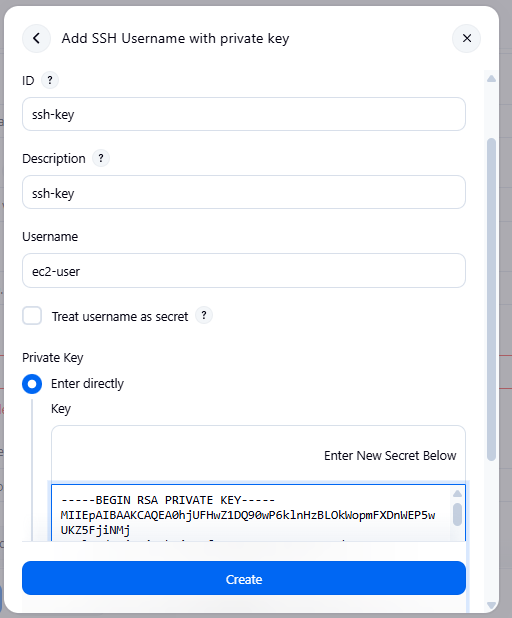 Add SSH Username with private key
ID ?
ssh-key
Description ?
ssh-key
Username
ec2-user
Treat username as secret ?
Private Key
Enter directly
Key
Enter New Secret Below
-----BEGIN RSA PRIVATE KEY-----
MIIEpAIBAAKCAQEA0hjUFHwZ1DQ90wP6klnHzBLOkWopmFXDnWEP5w
UKZ5FjiNMj
Create